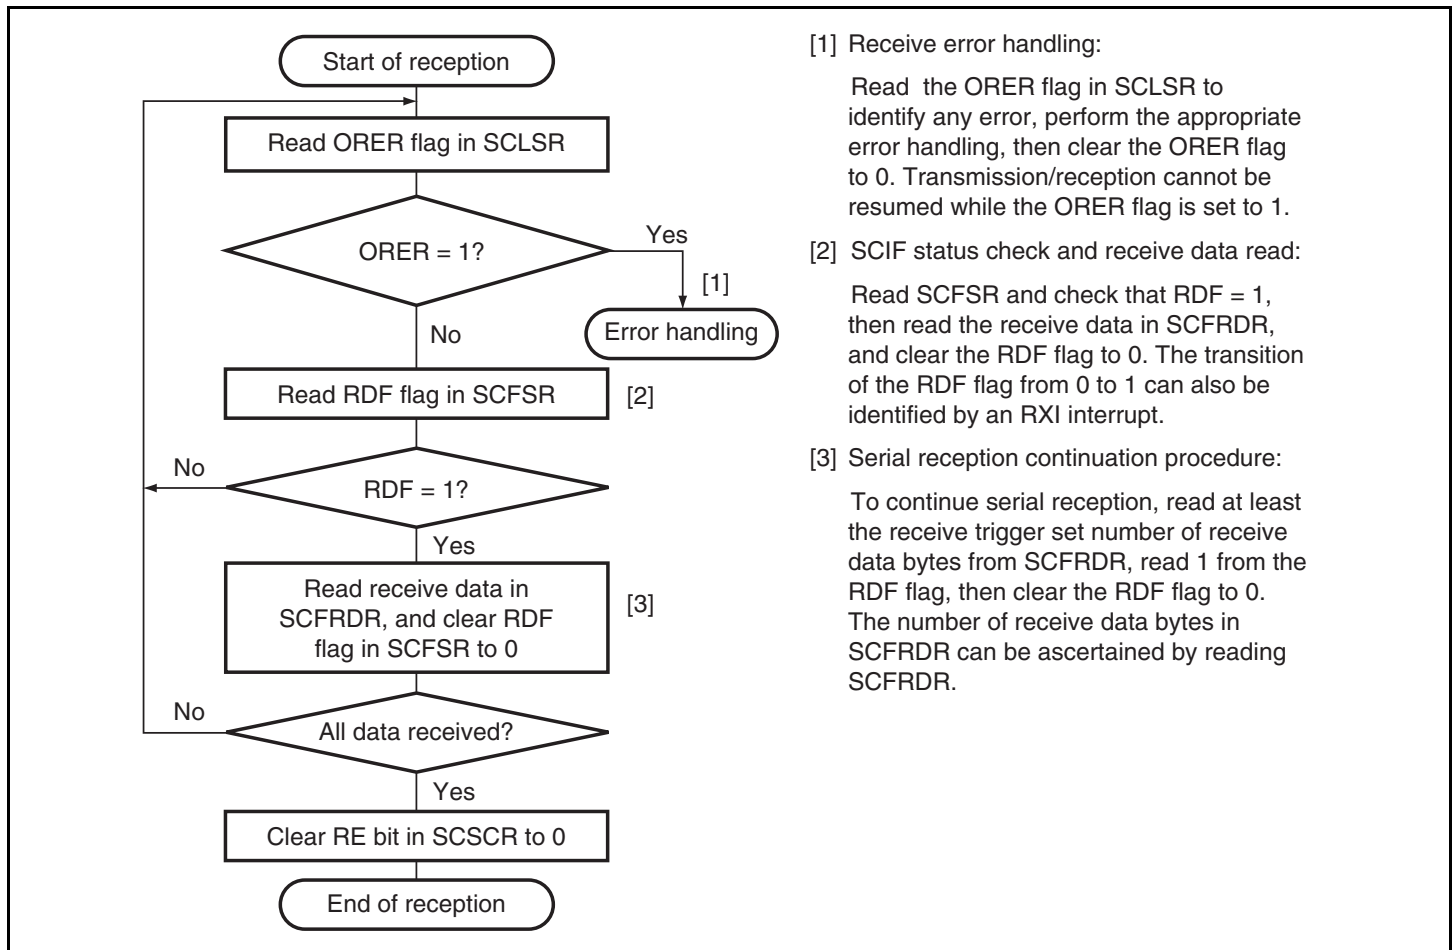 Start of reception
Read ORER flag in SCLSR
ORER = 1?
Yes
[1]
Error handling
No
Read RDF flag in SCFSR
[2]
No
RDF = 1?
Yes
Read receive data in
SCFRDR, and clear RDF
flag in SCFSR to 0
[3]
No
All data received?
Yes
Clear RE bit in SCSCR to 0
End of reception
[1] Receive error handling:
Read the ORER flag in SCLSR to
identify any error, perform the appropriate
error handling, then clear the ORER flag
to 0. Transmission/reception cannot be
resumed while the ORER flag is set to 1.
[2] SCIF status check and receive data read:
Read SCFSR and check that RDF = 1,
then read the receive data in SCFRDR,
and clear the RDF flag to 0. The transition
of the RDF flag from 0 to 1 can also be
identified by an RXI interrupt.
[3] Serial reception continuation procedure:
To continue serial reception, read at least
the receive trigger set number of receive
data bytes from SCFRDR, read 1 from the
RDF flag, then clear the RDF flag to 0.
The number of receive data bytes in
SCFRDR can be ascertained by reading
SCFRDR.